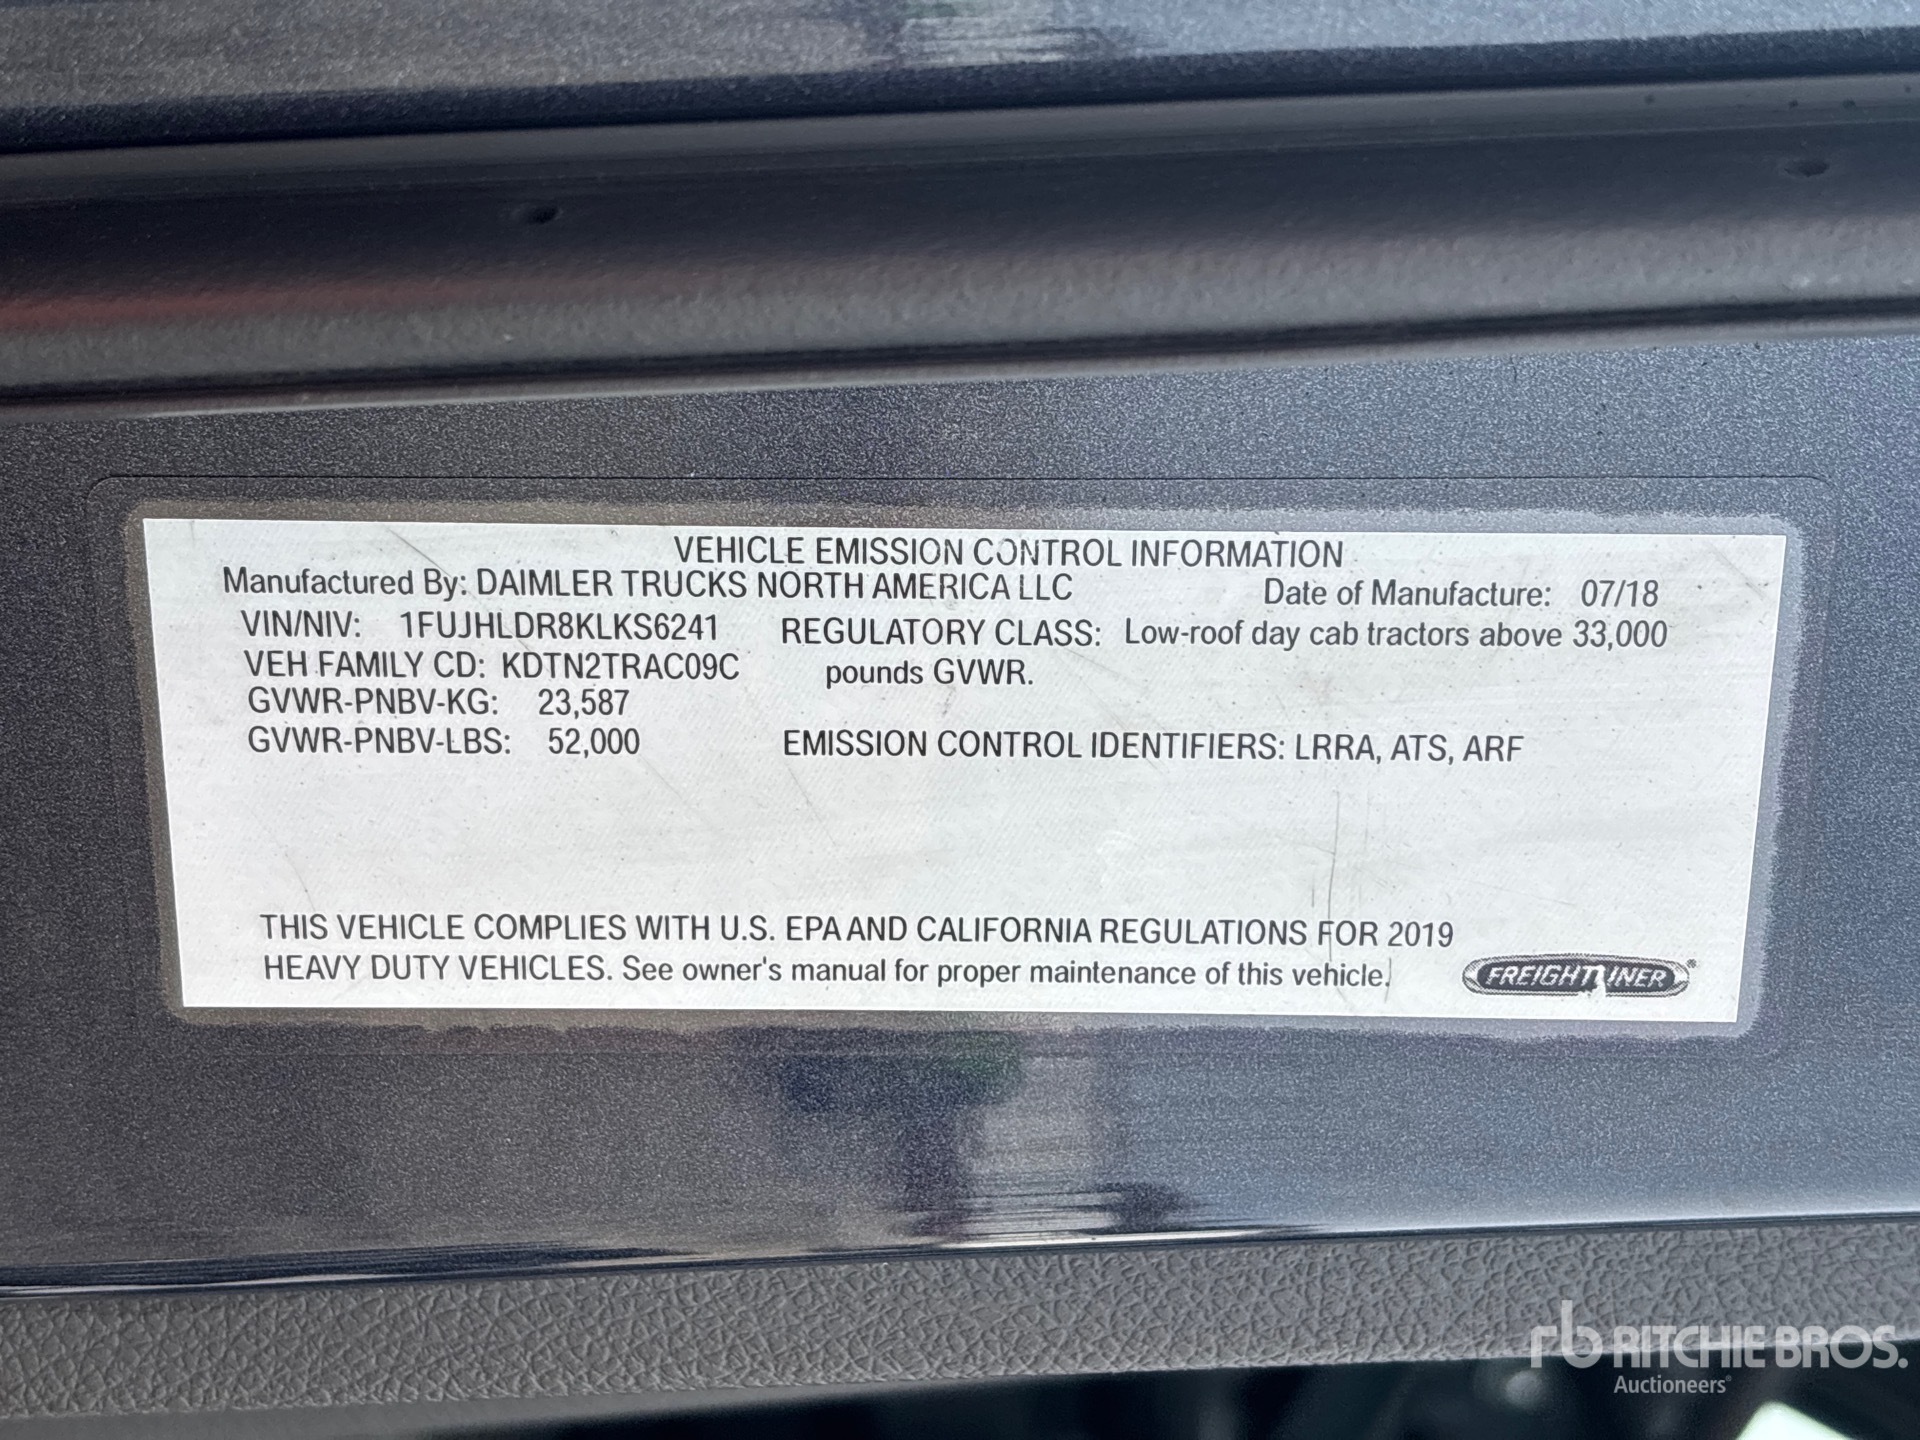 VEHICLE EMISSION CONTROL INFORMATION
Manufactured By: DAIMLER TRUCKS NORTH AMERICA LLC Date of Manufacture: 07/18
VIN/NIV: 1FUJHLDR8KLKS6241 REGULATORY CLASS: Low-roof day cab tractors above 33,000
VEH FAMILY CD: KDTN2TRAC09C pounds GVWR.
GVWR-PNBV-KG: 23,587
GVWR-PNBV-LBS: 52,000 EMISSION CONTROL IDENTIFIERS: LRRA, ATS, ARF
THIS VEHICLE COMPLIES WITH U.S. EPA AND CALIFORNIA REGULATIONS FOR 2019
HEAVY DUTY VEHICLES. See owner's manual for proper maintenance of this vehicle.
FREIGHTLINER®
rb RITCHIE BROS.
Auctioneers®